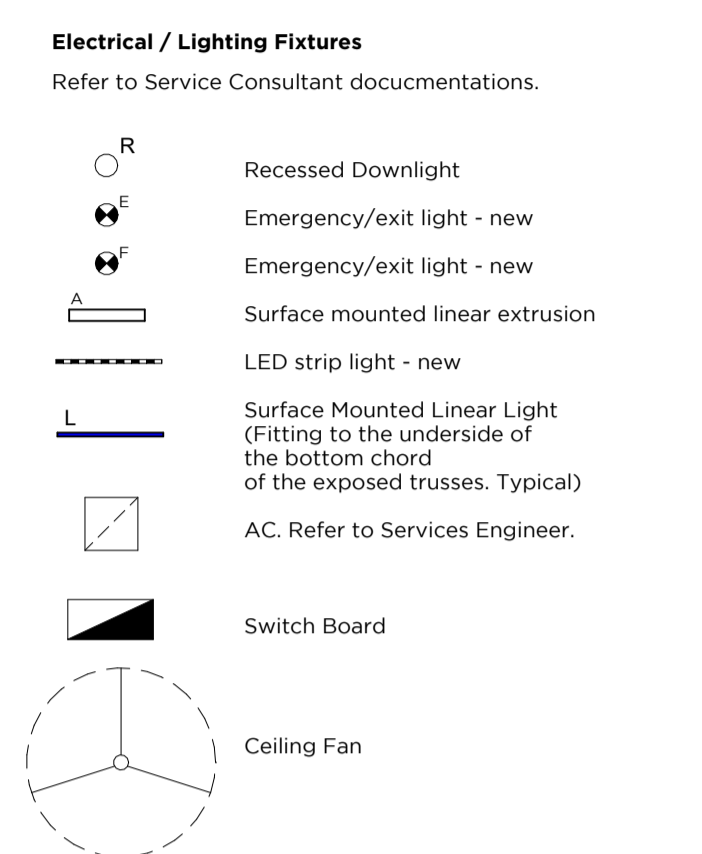 Electrical / Lighting Fixtures
Refer to Service Consultant docucmentations.
R
Recessed Downlight
E
Emergency/exit light - new
F
Emergency/exit light - new
A
Surface mounted linear extrusion
LED strip light - new
L
Surface Mounted Linear Light
(Fitting to the underside of
the bottom chord
of the exposed trusses. Typical)
AC. Refer to Services Engineer.
Switch Board
Ceiling Fan